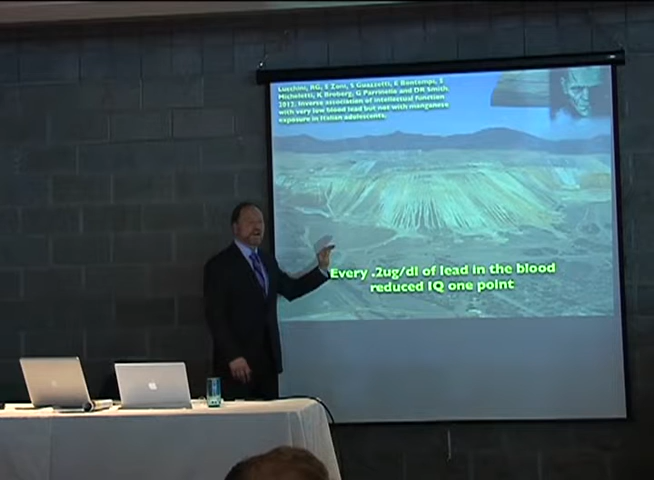 Lucchini, RG, E Zoni, S Guazzetti, E Bontempi, S
Micheletti, K Broberg, G Parrinello and DR Smith.
2012. Inverse association of intellectual function
with very low blood lead but not with manganese
exposure in Italian adolescents.
Every .2ug/dl of lead in the blood
reduced IQ one point